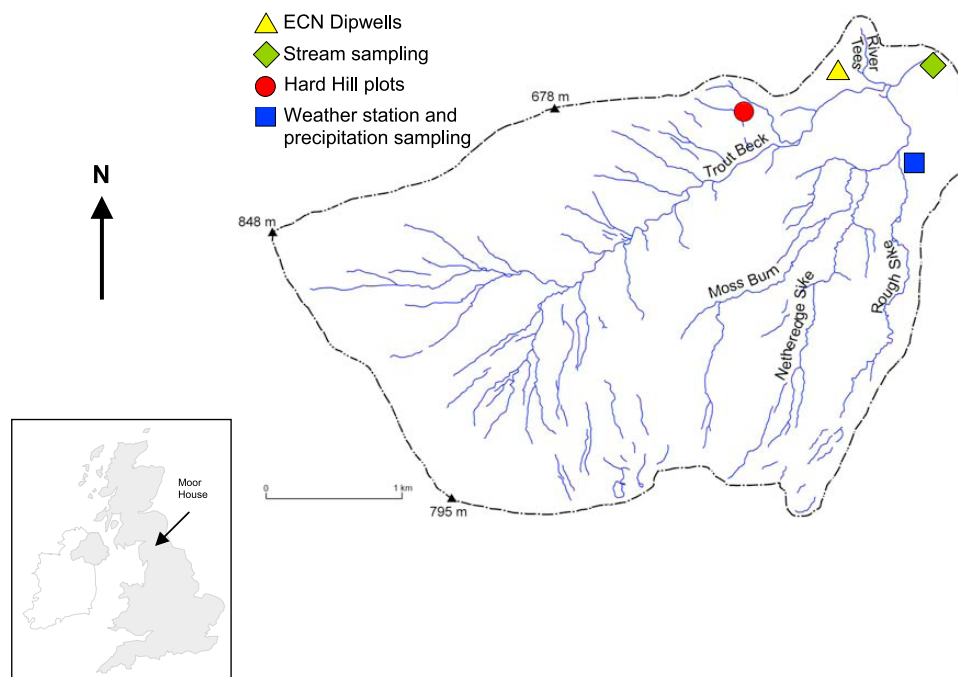 ECN Dipwells
Stream sampling
Hard Hill plots
Weather station and
precipitation sampling
River
Tees
678 m
Trout Beck
N
848 m
Moss Burn
Netheredge Sike
Rough Sike
0
1 km
795 m
Moor
House